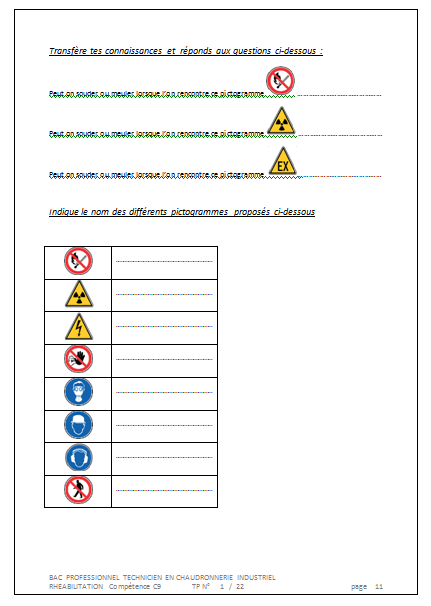 Transfère tes connaissances et réponds aux questions ci-dessous :
Peut on souder ou meuler lorsque l'on rencontre ce pictogramme ........................
Peut on souder ou meuler lorsque l'on rencontre ce pictogramme ........................
Peut on souder ou meuler lorsque l'on rencontre ce pictogramme ........................
EX
Indique le nom des différents pictogrammes proposés ci-dessous
BAC PROFESSIONNEL TECHNICIEN EN CHAUDRONNERIE INDUSTRIEL
RHEABILITATION Compétence C9 TP N° 1 / 22 page 11